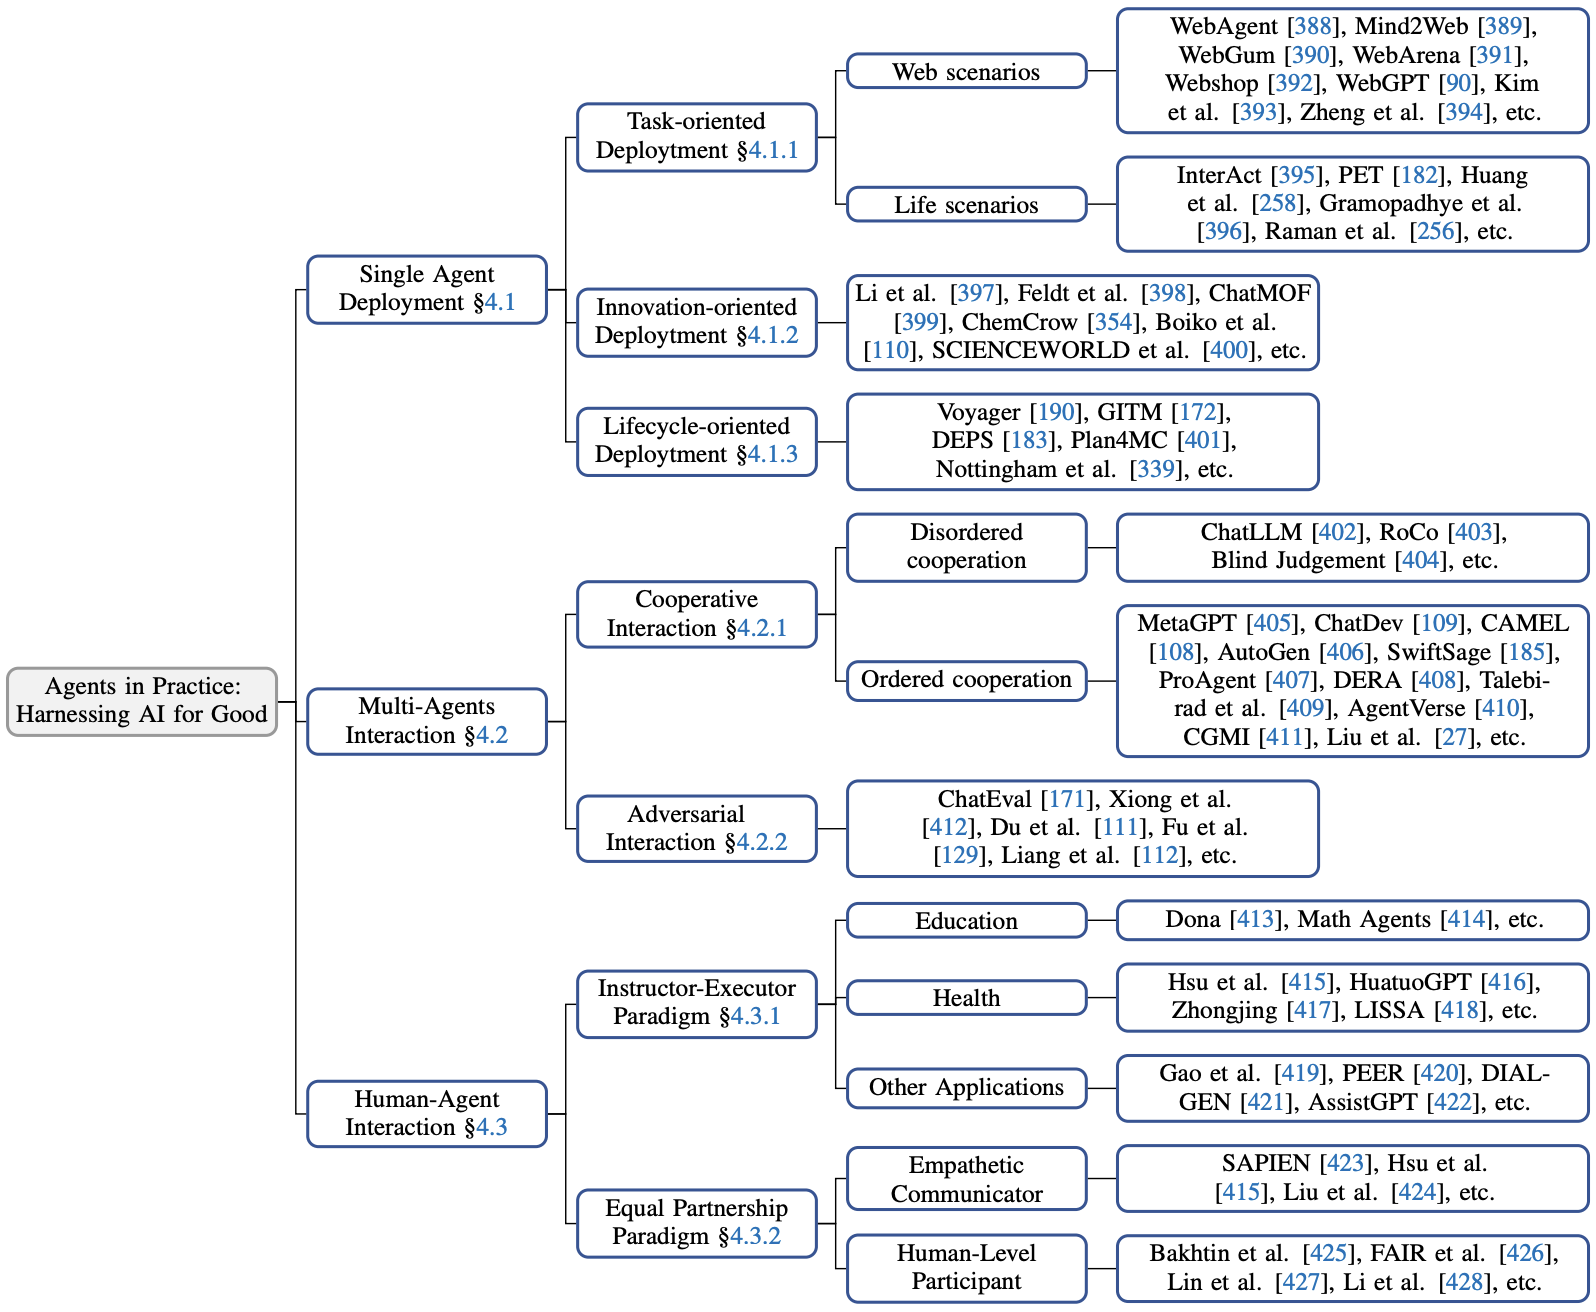 Agents in Practice:
Harnessing AI for Good
Single Agent
Deployment §4.1
Task-oriented
Deploytment §4.1.1
Web scenarios
WebAgent [388], Mind2Web [389],
WebGum [390], WebArena [391],
Webshop [392], WebGPT [90], Kim
et al. [393], Zheng et al. [394], etc.
Life scenarios
InterAct [395], PET [182], Huang
et al. [258], Gramopadhye et al.
[396], Raman et al. [256], etc.
Innovation-oriented
Deploytment §4.1.2
Li et al. [397], Feldt et al. [398], ChatMOF
[399], ChemCrow [354], Boiko et al.
[110], SCIENCEWORLD et al. [400], etc.
Lifecycle-oriented
Deploytment §4.1.3
Voyager [190], GITM [172],
DEPS [183], Plan4MC [401],
Nottingham et al. [339], etc.
Multi-Agents
Interaction §4.2
Cooperative
Interaction §4.2.1
Disordered
cooperation
ChatLLM [402], RoCo [403],
Blind Judgement [404], etc.
Ordered cooperation
MetaGPT [405], ChatDev [109], CAMEL
[108], AutoGen [406], SwiftSage [185],
ProAgent [407], DERA [408], Talebi-
rad et al. [409], AgentVerse [410],
CGMI [411], Liu et al. [27], etc.
Adversarial
Interaction §4.2.2
ChatEval [171], Xiong et al.
[412], Du et al. [111], Fu et al.
[129], Liang et al. [112], etc.
Human-Agent
Interaction §4.3
Instructor-Executor
Paradigm §4.3.1
Education
Dona [413], Math Agents [414], etc.
Health
Hsu et al. [415], HuatuoGPT [416],
Zhongjing [417], LISSA [418], etc.
Other Applications
Gao et al. [419], PEER [420], DIAL-
GEN [421], AssistGPT [422], etc.
Equal Partnership
Paradigm §4.3.2
Empathetic
Communicator
SAPIEN [423], Hsu et al.
[415], Liu et al. [424], etc.
Human-Level
Participant
Bakhtin et al. [425], FAIR et al. [426],
Lin et al. [427], Li et al. [428], etc.